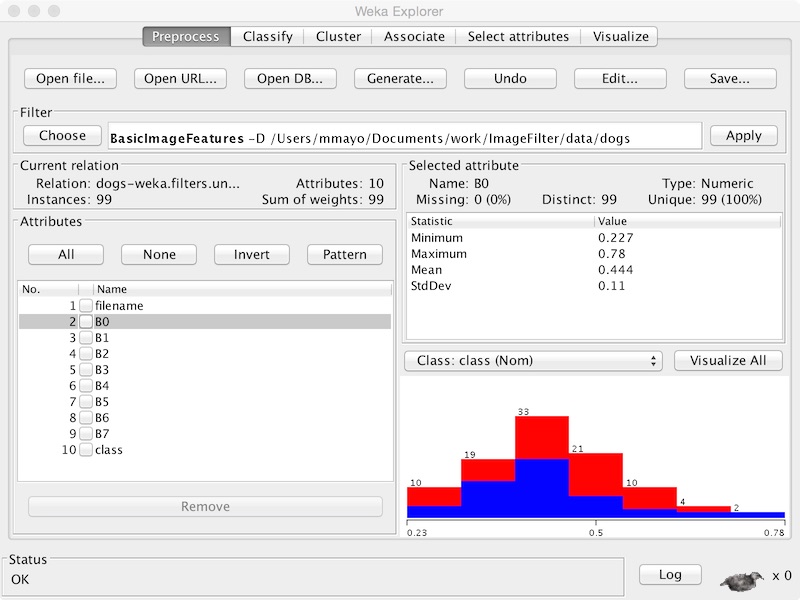 Weka Explorer
Preprocess Classify Cluster Associate Select attributes Visualize
Open file... Open URL... Open DB... Generate... Undo Edit... Save...
Filter
Choose BasicImageFeatures -D /Users/mmayo/Documents/work/ImageFilter/data/dogs Apply
Current relation
Relation: dogs-weka.filters.un... Attributes: 10
Instances: 99 Sum of weights: 99
Attributes
All None Invert Pattern
No. Name
1 filename
2 B0
3 B1
4 B2
5 B3
6 B4
7 B5
8 B6
9 B7
10 class
Remove
Selected attribute
Name: B0 Type: Numeric
Missing: 0 (0%) Distinct: 99 Unique: 99 (100%)
Statistic Value
Minimum 0.227
Maximum 0.78
Mean 0.444
StdDev 0.11
Class: class (Nom) Visualize All
10 19 33 21 10 4 2
0.23 0.5 0.78
Status
OK
Log x 0